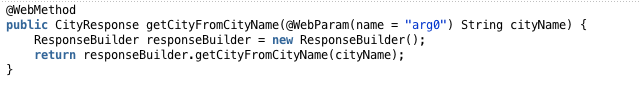 @WebMethod
public CityResponse getCityFromCityName(@WebParam(name = "arg0") String cityName) {
    ResponseBuilder responseBuilder = new ResponseBuilder();
    return responseBuilder.getCityFromCityName(cityName);
}